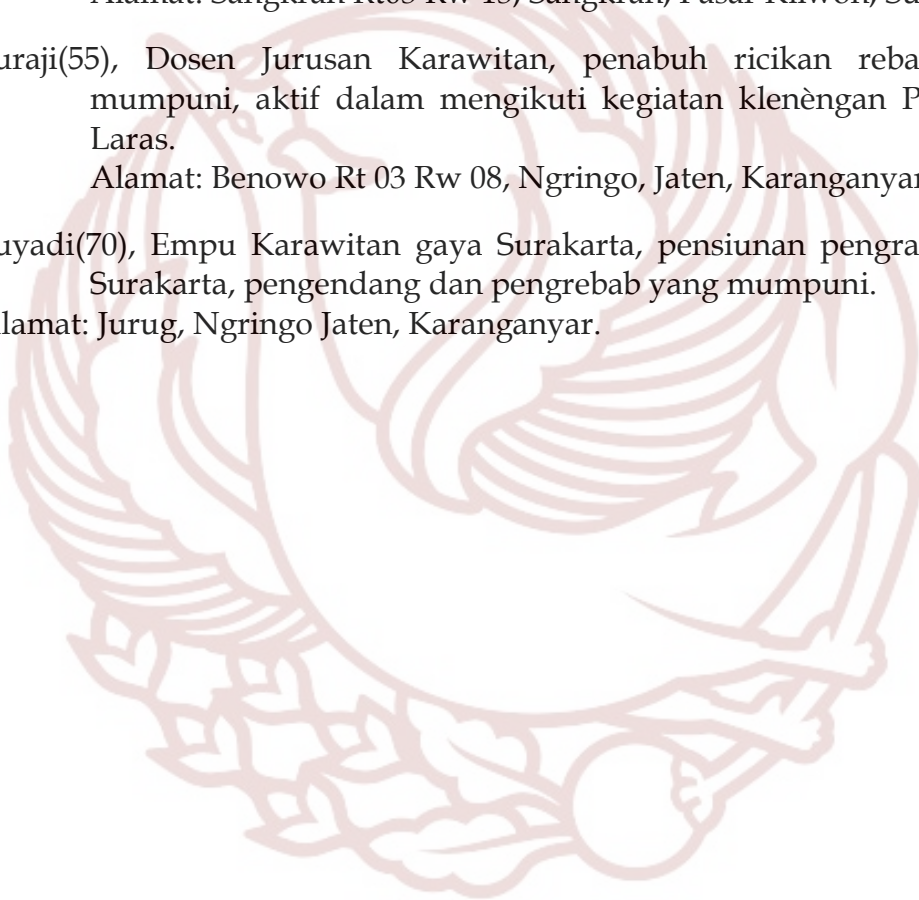 Alamat: Sangkrah Rt03 Rw 13, Sangkrah, Pasar Kliwon, Su
uraji(55), Dosen Jurusan Karawitan, penabuh ricikan reba
mumpuni, aktif dalam mengikuti kegiatan klenèngan P
Laras.
Alamat: Benowo Rt 03 Rw 08, Ngringo, Jaten, Karanganyar
uyadi(70), Empu Karawitan gaya Surakarta, pensiunan pengra
Surakarta, pengendang dan pengrebab yang mumpuni.
lamat: Jurug, Ngringo Jaten, Karanganyar.